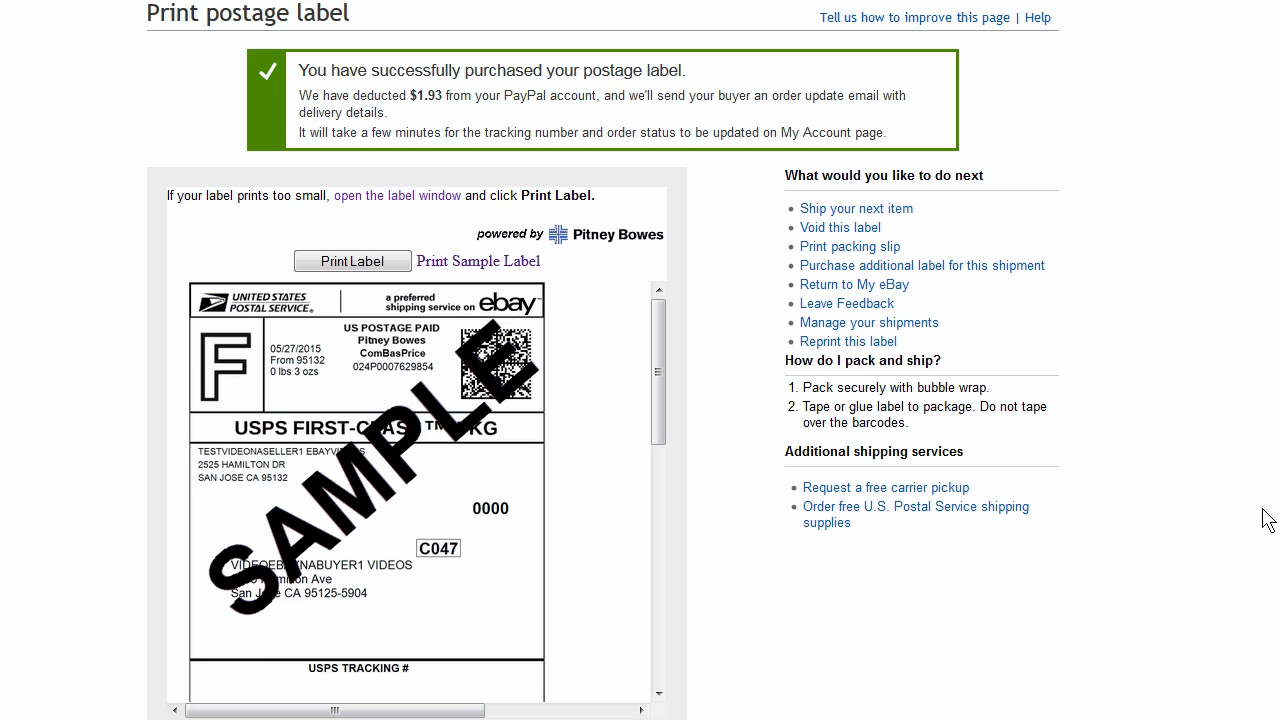 Print postage label
Tell us how to improve this page | Help
You have successfully purchased your postage label.
We have deducted $1.93 from your PayPal account, and we'll send your buyer an order update email with
delivery details.
It will take a few minutes for the tracking number and order status to be updated on My Account page.
If your label prints too small, open the label window and click Print Label.
powered by Pitney Bowes
Print Label Print Sample Label
UNITED STATES
POSTAL SERVICE®
a preferred
shipping service on ebay™
F
05/27/2015
From 95132
0 lbs 3 ozs
US POSTAGE PAID
Pitney Bowes
ComBasPrice
024P0007629854
USPS FIRST-CLASS ™ PKG
TESTVIDEONASELLER1
2525 HAMILTON DR
SAN JOSE CA 95132
SAMPLE
0000
C047
VIDEOEBAYNABUYER1 VIDEOS
Hamilton Ave
San Jose CA 95125-5904
USPS TRACKING #
What would you like to do next
Ship your next item
Void this label
Print packing slip
Purchase additional label for this shipment
Return to My eBay
Leave Feedback
Manage your shipments
Reprint this label
How do I pack and ship?
1. Pack securely with bubble wrap.
2. Tape or glue label to package. Do not tape
over the barcodes.
Additional shipping services
Request a free carrier pickup
Order free U.S. Postal Service shipping
supplies